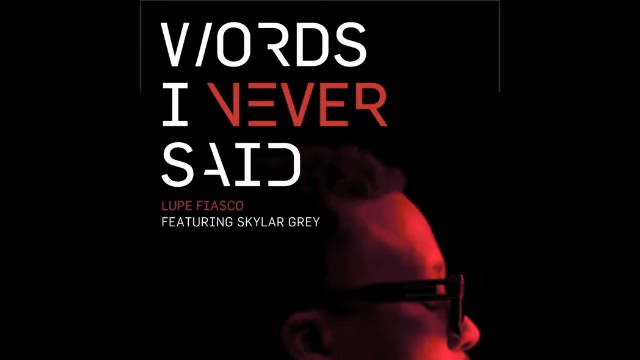 WORDS
I NEVER
SAID
LUPE FIASCO
FEATURING SKYLAR GREY